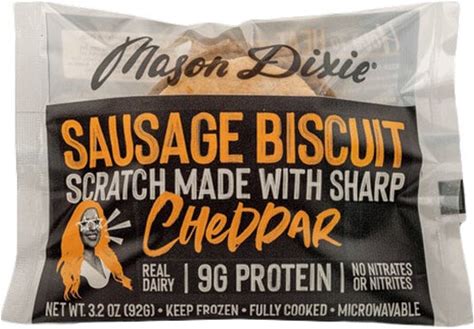 Mason Dixie®
SAUSAGE BISCUIT
SCRATCH MADE WITH SHARP
CHEDDAR
REAL DAIRY | 9G PROTEIN | NO NITRATES OR NITRITES
NET WT. 3.2 OZ (92G) • KEEP FROZEN • FULLY COOKED • MICROWAVABLE